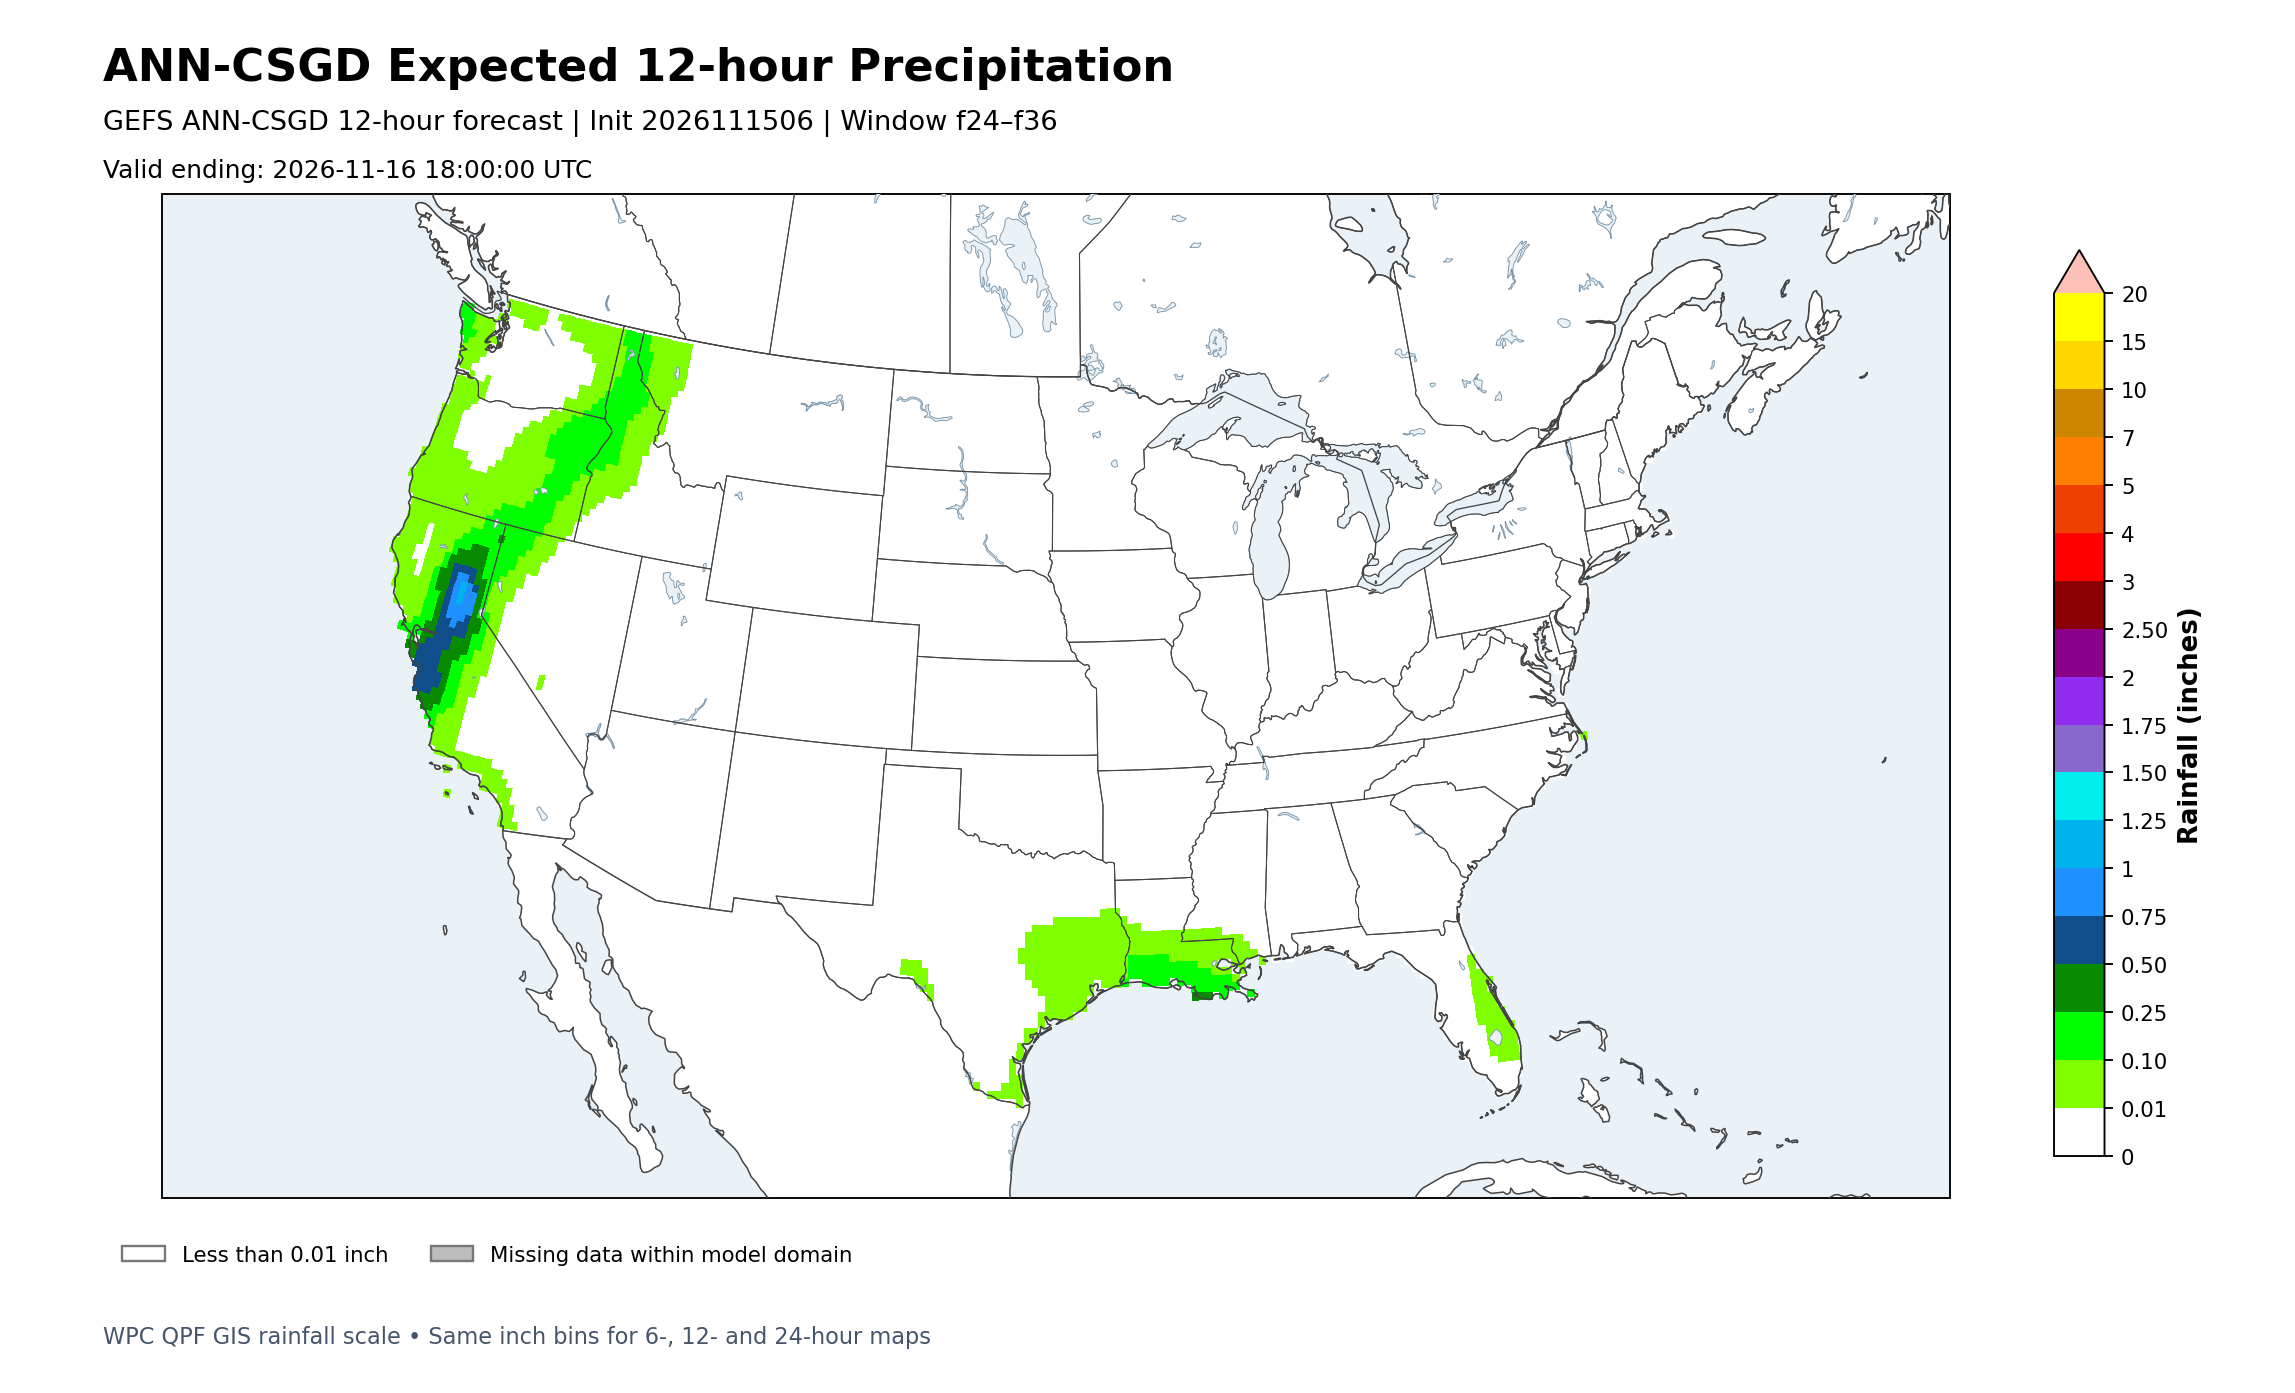 ANN-CSGD Expected 12-hour Precipitation
GEFS ANN-CSGD 12-hour forecast | Init 2026111506 | Window f24–f36
Valid ending: 2026-11-16 18:00:00 UTC
20
15
10
7
5
4
3
2.50
2
1.75
1.50
1.25
1
0.75
0.50
0.25
0.10
0.01
0
Rainfall (inches)
Less than 0.01 inch
Missing data within model domain
WPC QPF GIS rainfall scale • Same inch bins for 6-, 12- and 24-hour maps